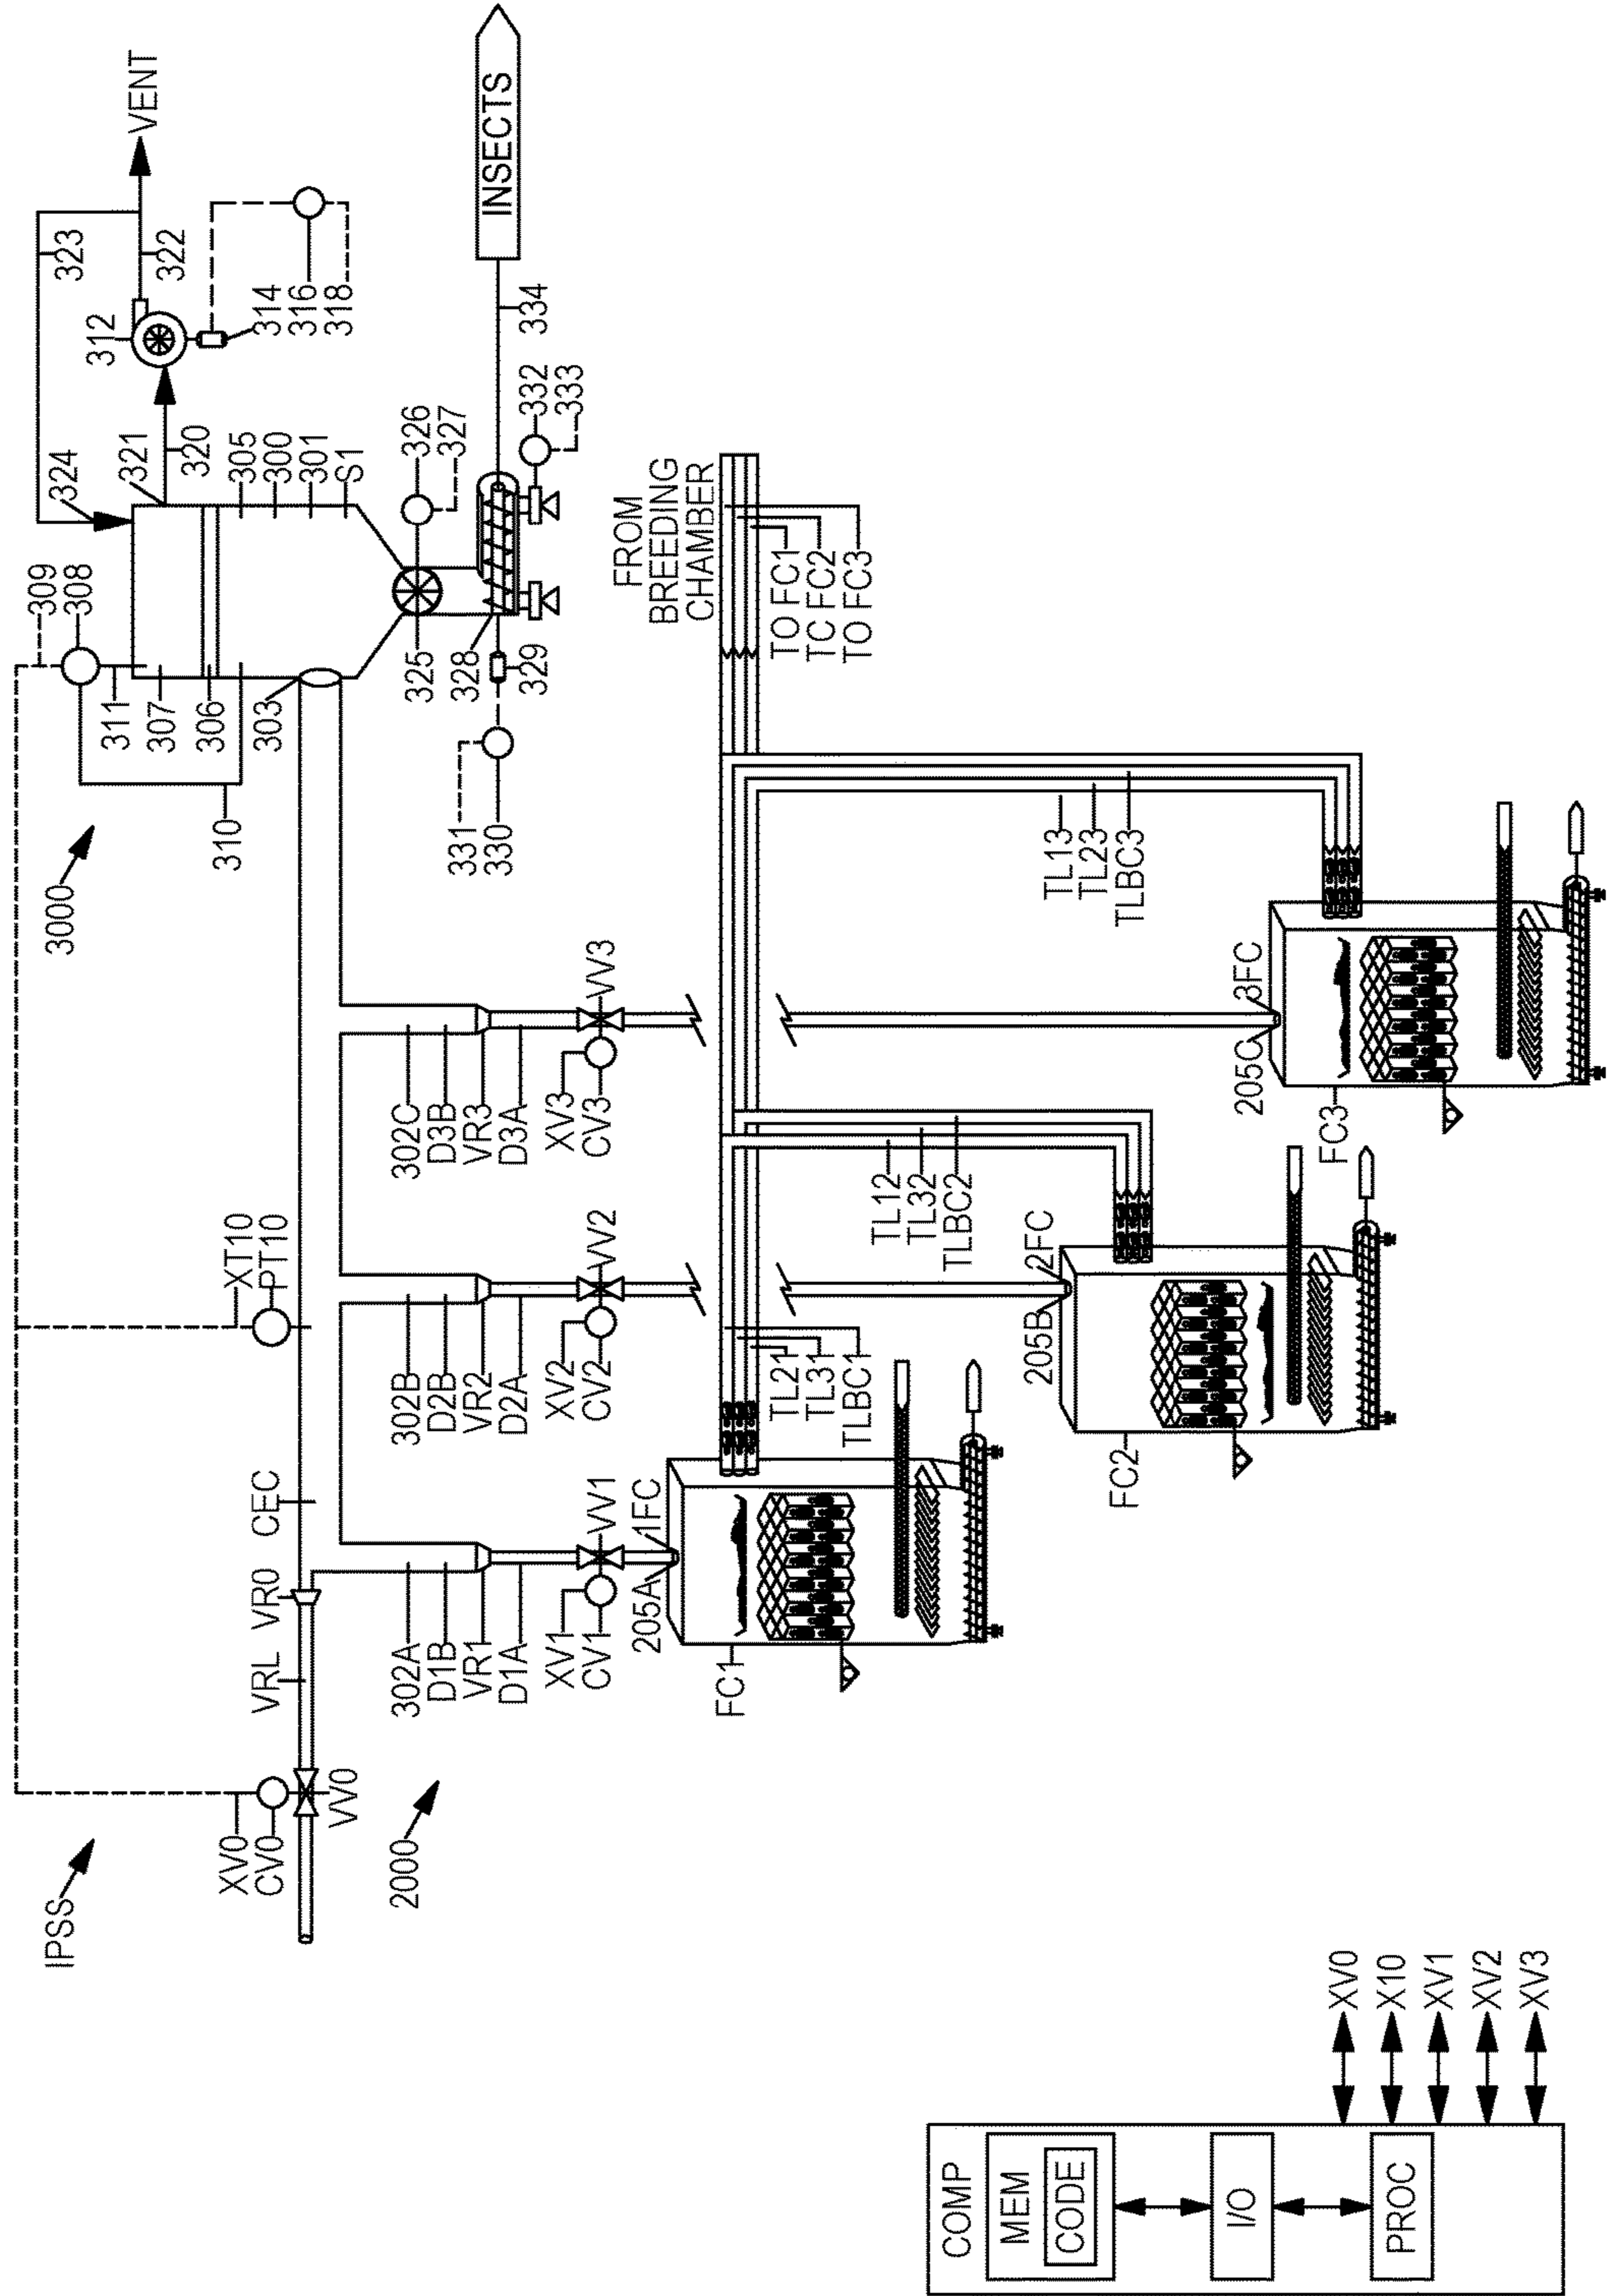 IPSS
XV0
CV0
VV0
VRL
VR0
CEC
XT10
PT10
2000
3000
309
308
311
307
306
303
310
324
321
320
305
300
301
S1
323
312
322
VENT
314
316
318
325
326
327
328
329
331
330
332
333
334
INSECTS
302A
D1B
VR1
D1A
XV1
CV1
VV1
302B
D2B
VR2
D2A
XV2
CV2
VV2
302C
D3B
VR3
D3A
XV3
CV3
VV3
FROM
BREEDING
CHAMBER
TO FC1
TC FC2
TO FC3
205A
1FC
FC1
TL21
TL31
TLBC1
205B
2FC
FC2
TL12
TL32
TLBC2
205C
3FC
FC3
TL13
TL23
TLBC3
COMP
MEM
CODE
I/O
PROC
XV0
X10
XV1
XV2
XV3